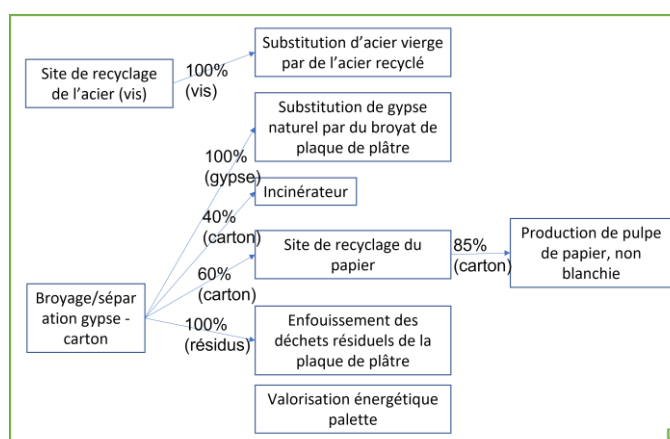 Substitution d'acier vierge
par de l'acier recyclé
Site de recyclage
de l'acier (vis)
100%
(vis)
Substitution de gypse
naturel par du broyat de
plaque de plâtre
100%
(gypse)
Incinérateur
40%
(carton)
Site de recyclage du
papier
85%
(carton)
Production de pulpe
de papier, non
blanchie
60%
(carton)
Broyage/sépar
ation gypse -
carton
100%
(résidus)
Enfouissement des
déchets résiduels de la
plaque de plâtre
Valorisation énergétique
palette